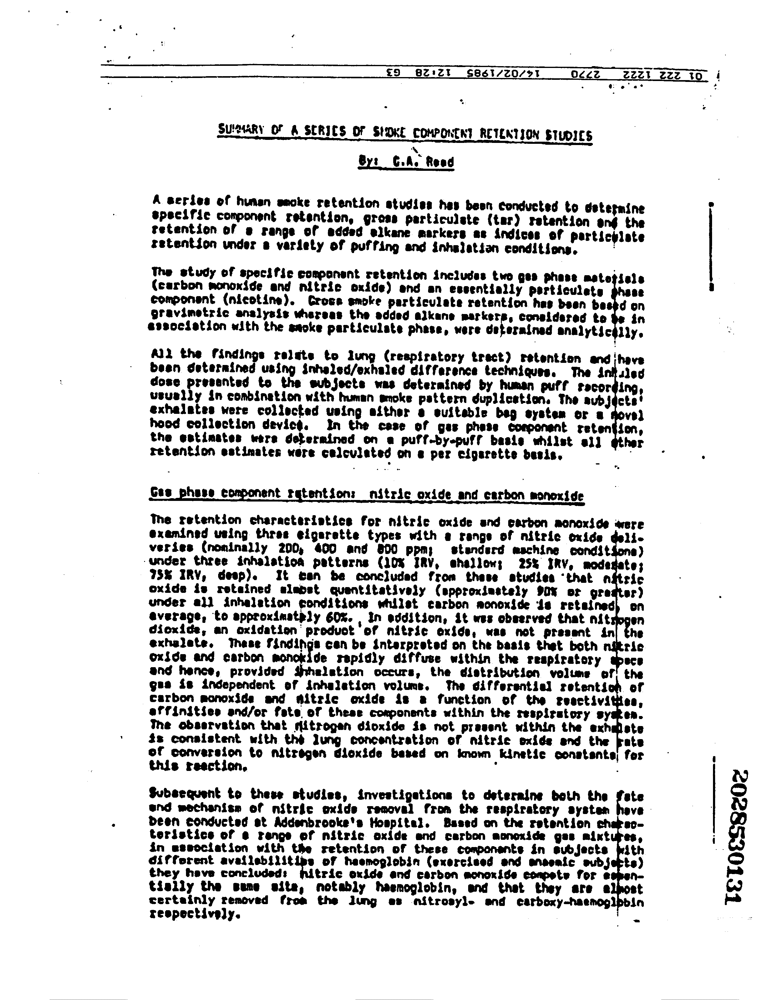 01 222 1222 2770 14/02/1985 12:28 63
SUMMARY OF A SERIES OF SMOKE COMPONENT RETENTION STUDIES
By: G.A. Read
A series of human smoke retention studies has been conducted to determine
specific component retention, gross particulate (tar) retention and the
retention of a range of added alkane markers as indices of particulate
retention under a variety of puffing and inhalation conditions.
The study of specific component retention includes two gas phase materials
(carbon monoxide and nitric oxide) and an essentially particulate phase
component (nicotine). Gross smoke particulate retention has been based on
gravimetric analysis whereas the added alkane markers, considered to be in
association with the smoke particulate phase, were determined analytically.
All the findings relate to lung (respiratory tract) retention and have
been determined using inhaled/exhaled difference techniques. The inhaled
dose presented to the subjects was determined by human puff recording,
usually in combination with human smoke pattern duplication. The subjects'
exhalates were collected using either a suitable bag system or a novel
hood collection device. In the case of gas phase component retention,
the estimates were determined on a puff-by-puff basis whilst all other
retention estimates were calculated on a per cigarette basis.
Gas phase component retention: nitric oxide and carbon monoxide
The retention characteristics for nitric oxide and carbon monoxide were
examined using three cigarette types with a range of nitric oxide deli-
veries (nominally 200, 400 and 800 ppm; standard machine conditions)
under three inhalation patterns (10% IRV, shallow; 25% IRV, moderate;
75% IRV, deep). It can be concluded from these studies that nitric
oxide is retained almost quantitatively (approximately 90% or greater)
under all inhalation conditions whilst carbon monoxide is retained, on
average, to approximately 60%. In addition, it was observed that nitrogen
dioxide, an oxidation product of nitric oxide, was not present in the
exhalate. These findings can be interpreted on the basis that both nitric
oxide and carbon monoxide rapidly diffuse within the respiratory space
and hence, provided inhalation occurs, the distribution volume of the
gas is independent of inhalation volume. The differential retention of
carbon monoxide and nitric oxide is a function of the reactivities,
affinities and/or fate of these components within the respiratory system.
The observation that nitrogen dioxide is not present within the exhalate
is consistent with the lung concentration of nitric oxide and the rate
of conversion to nitrogen dioxide based on known kinetic constants for
this reaction.
Subsequent to these studies, investigations to determine both the fate
and mechanism of nitric oxide removal from the respiratory system have
been conducted at Addenbrooke's Hospital. Based on the retention charac-
teristics of a range of nitric oxide and carbon monoxide gas mixtures,
in association with the retention of these components in subjects with
different availabilities of haemoglobin (exercised and anaemic subjects)
they have concluded: nitric oxide and carbon monoxide compete for essen-
tially the same site, notably haemoglobin, and that they are almost
certainly removed from the lung as nitrosyl- and carboxy-haemoglobin
respectively.
2028530131